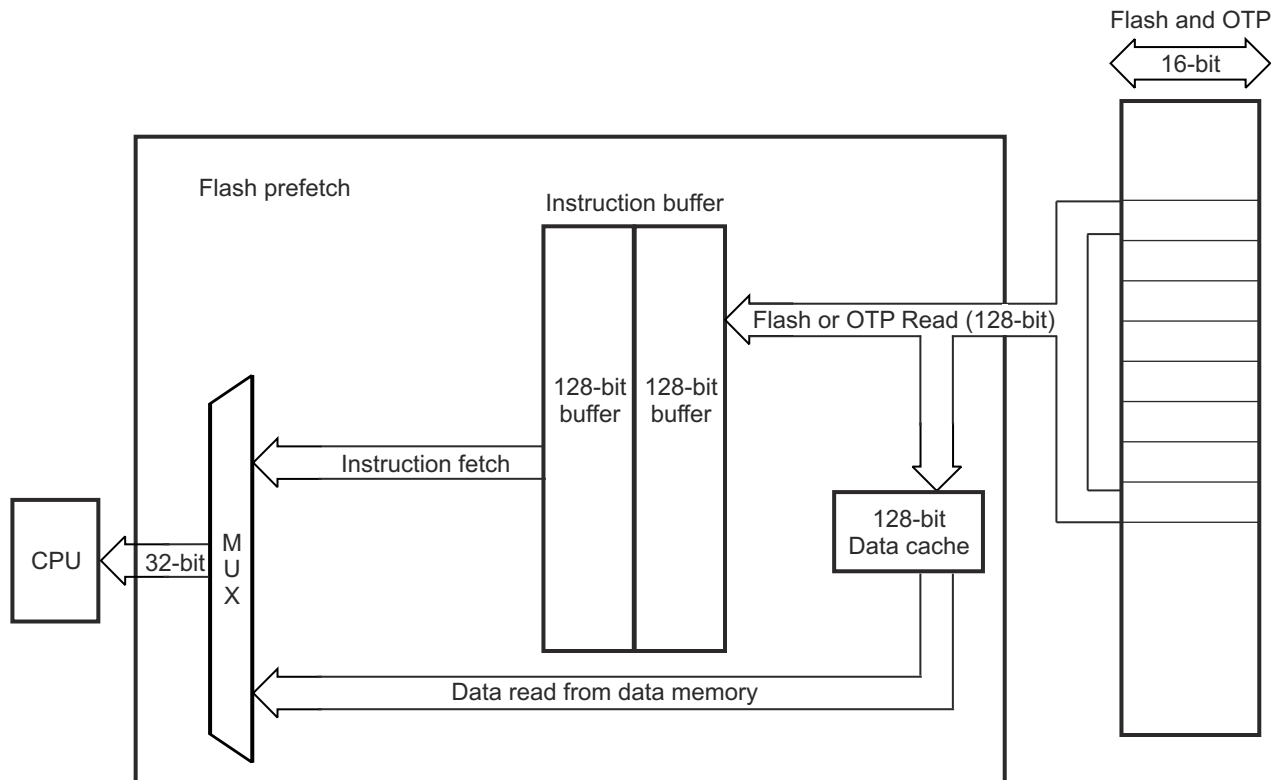 Flash and OTP
16-bit
Flash prefetch
Instruction buffer
Flash or OTP Read (128-bit)
128-bit
buffer
128-bit
buffer
Instruction fetch
128-bit
Data cache
CPU
32-bit
M
U
X
Data read from data memory